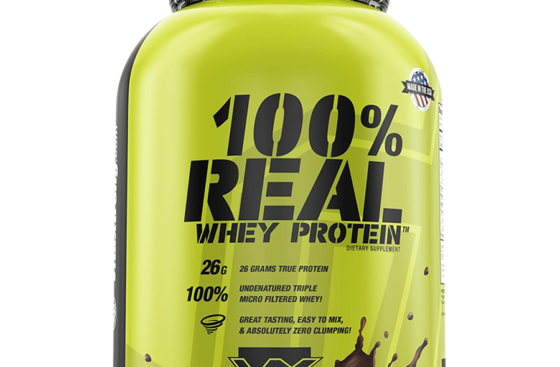 MADE IN THE USA
100%
REAL
WHEY PROTEIN™
DIETARY SUPPLEMENT
26G
26 GRAMS TRUE PROTEIN
100%
UNDENATURED TRIPLE
MICRO FILTERED WHEY!
GREAT TASTING, EASY TO MIX,
& ABSOLUTELY ZERO CLUMPING!